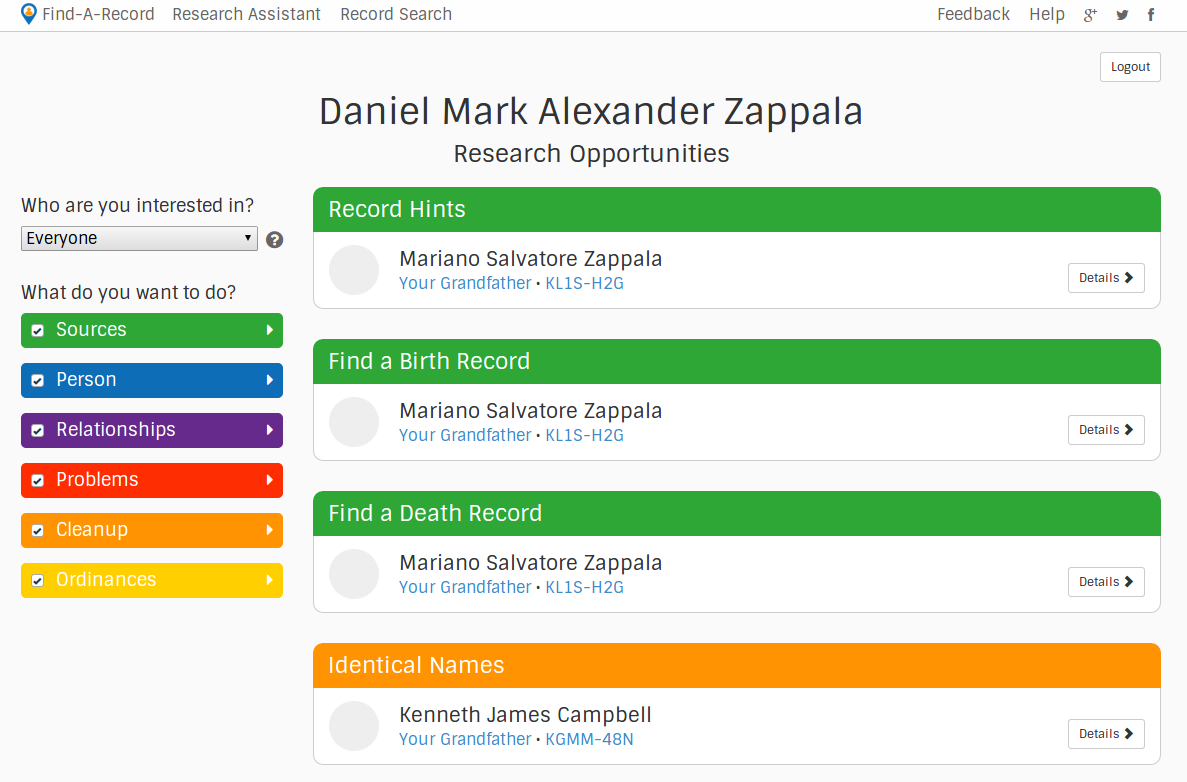 Find-A-Record Research Assistant Record Search Feedback Help g+ f
Logout
Daniel Mark Alexander Zappala
Research Opportunities
Who are you interested in?
Everyone
What do you want to do?
Sources
Person
Relationships
Problems
Cleanup
Ordinances
Record Hints
Mariano Salvatore Zappala
Your Grandfather • KL1S-H2G
Details
Find a Birth Record
Mariano Salvatore Zappala
Your Grandfather • KL1S-H2G
Details
Find a Death Record
Mariano Salvatore Zappala
Your Grandfather • KL1S-H2G
Details
Identical Names
Kenneth James Campbell
Your Grandfather • KGMM-48N
Details